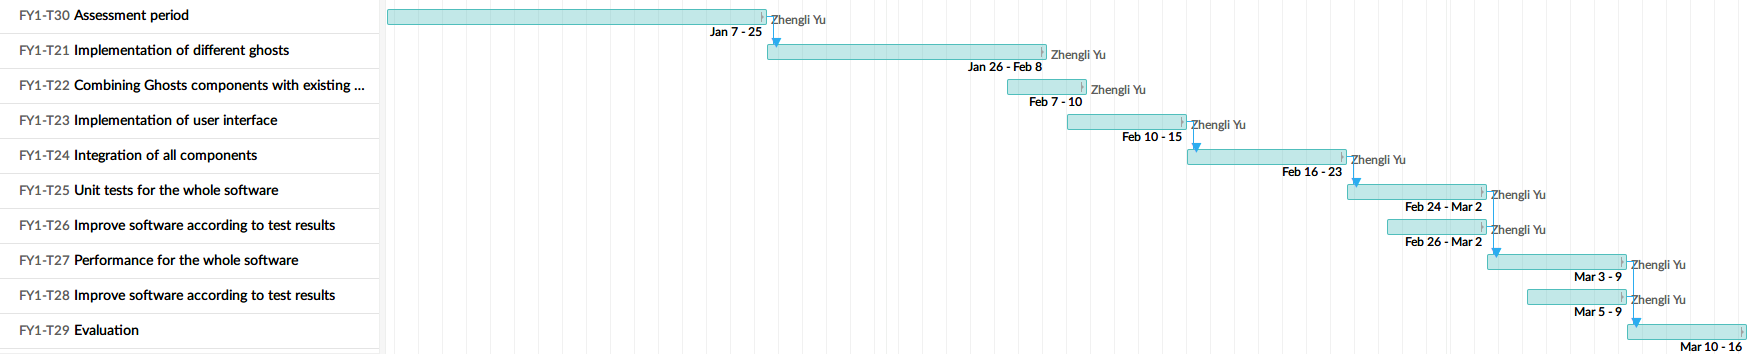 FY1-T30 Assessment period
Zhengli Yu
Jan 7 - 25
FY1-T21 Implementation of different ghosts
Zhengli Yu
Jan 26 - Feb 8
FY1-T22 Combining Ghosts components with existing ...
Zhengli Yu
Feb 7 - 10
FY1-T23 Implementation of user interface
Zhengli Yu
Feb 10 - 15
FY1-T24 Integration of all components
Zhengli Yu
Feb 16 - 23
FY1-T25 Unit tests for the whole software
Zhengli Yu
Feb 24 - Mar 2
FY1-T26 Improve software according to test results
Zhengli Yu
Feb 26 - Mar 2
FY1-T27 Performance for the whole software
Zhengli Yu
Mar 3 - 9
FY1-T28 Improve software according to test results
Zhengli Yu
Mar 5 - 9
FY1-T29 Evaluation
Mar 10 - 16